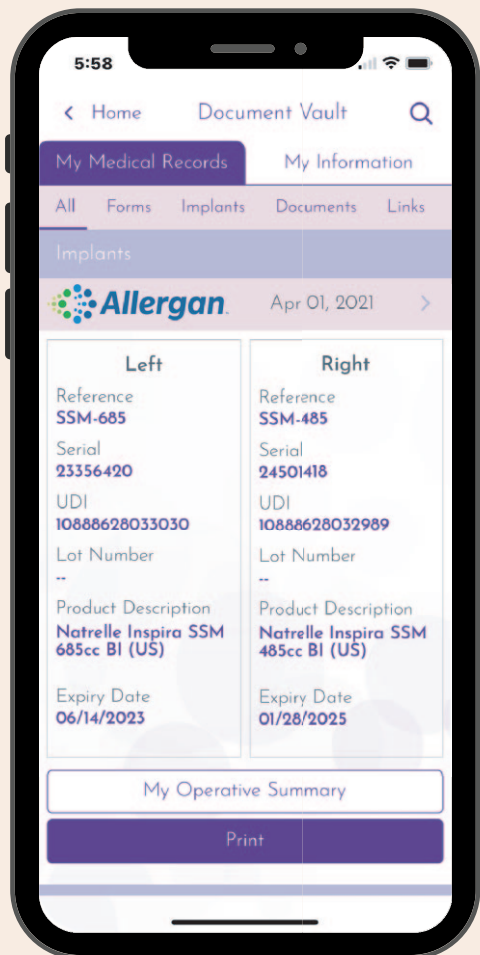 5:58
Home
Document Vault
My Medical Records
My Information
All
Forms
Implants
Documents
Links
Implants
Allergan.
Apr 01, 2021
Left
Reference
SSM-685
Serial
23356420
UDI
10888628033030
Lot Number
--
Product Description
Natrelle Inspira SSM
685cc BI (US)
Expiry Date
06/14/2023
Right
Reference
SSM-485
Serial
24501418
UDI
10888628032989
Lot Number
--
Product Description
Natrelle Inspira SSM
485cc BI (US)
Expiry Date
01/28/2025
My Operative Summary
Print